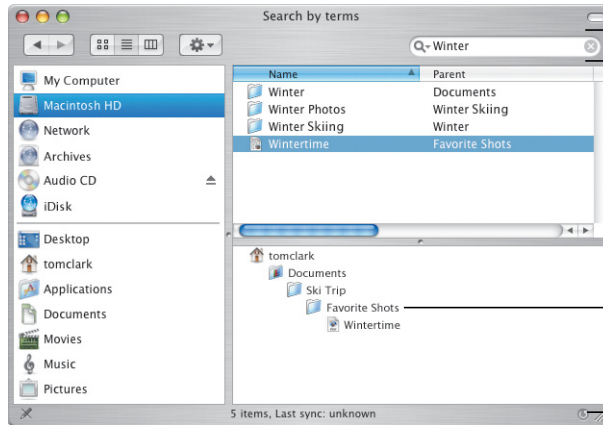 Search by terms
Winter
My Computer
Macintosh HD
Network
Archives
Audio CD
iDisk
Desktop
tomclark
Applications
Documents
Movies
Music
Pictures
Name Parent
Winter Documents
Winter Photos Winter Skiing
Winter Skiing Winter
Wintertime Favorite Shots
tomclark
Documents
Ski Trip
Favorite Shots
Wintertime
5 items, Last sync: unknown